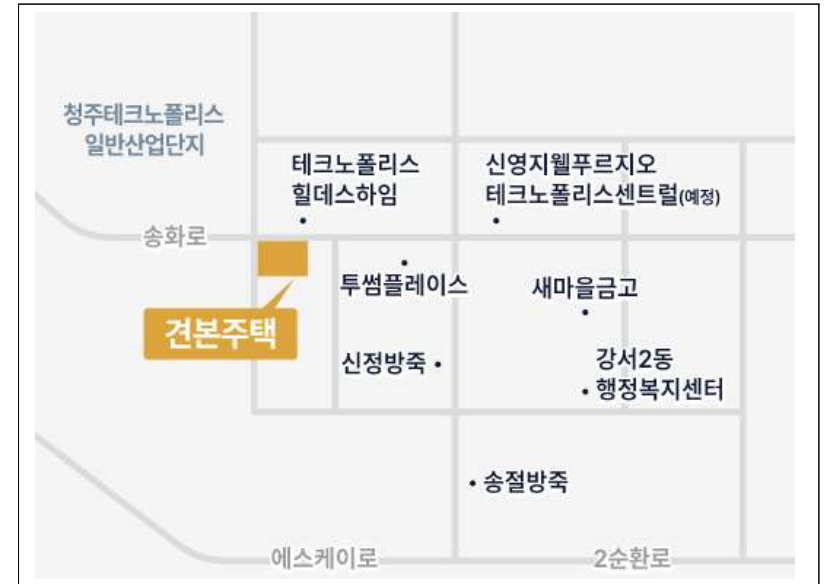 청주테크노폴리스
일반산업단지
테크노폴리스
힐데스하임
신영지웰푸르지오
테크노폴리스센트럴(예정)
송화로
투썸플레이스
새마을금고
견본주택
신정방죽
강서2동
행정복지센터
송절방죽
에스케이로
2순환로